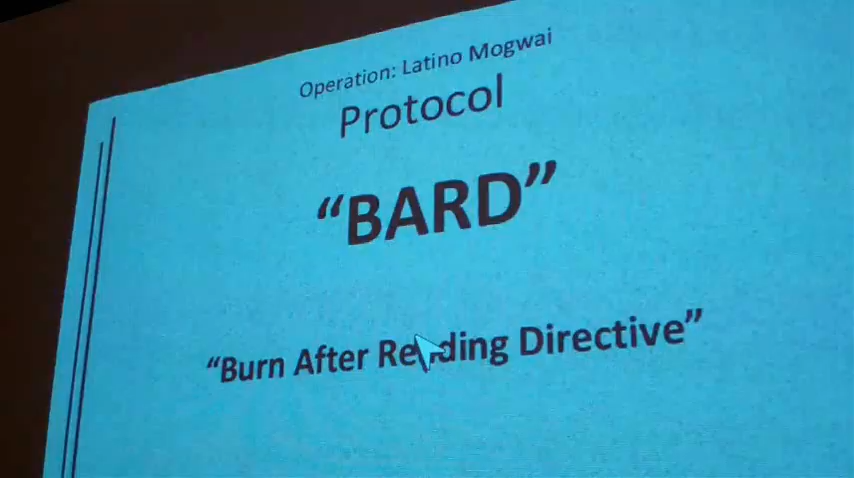 Operation: Latino Mogwai
Protocol
“BARD”
“Burn After Reading Directive”